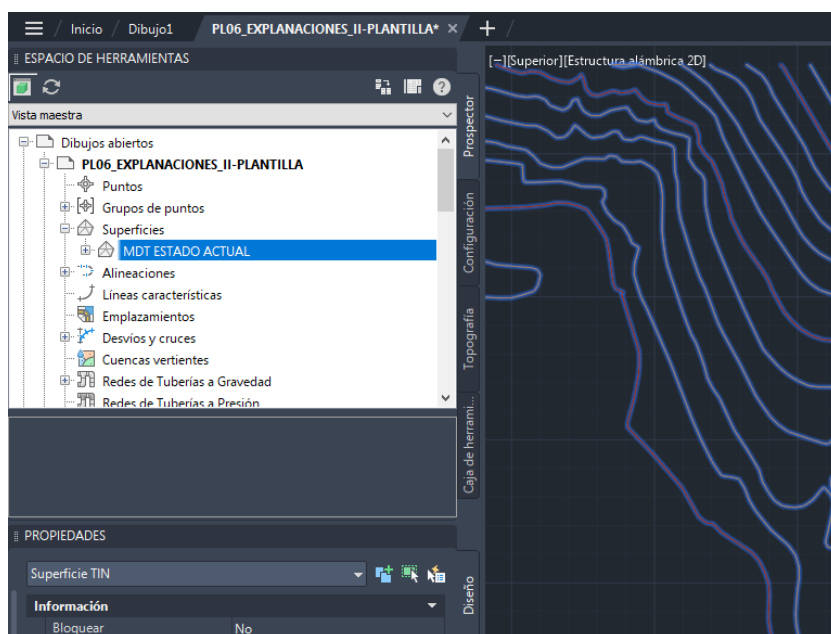 Inicio / Dibujo1 / PL06_EXPLANACIONES_II-PLANTILLA*
ESPACIO DE HERRAMIENTAS
[−][Superior][Estructura alámbrica 2D]
Vista maestra
Dibujos abiertos
PL06_EXPLANACIONES_II-PLANTILLA
Puntos
Grupos de puntos
Superficies
MDT ESTADO ACTUAL
Alineaciones
Líneas características
Emplazamientos
Desvíos y cruces
Cuencas vertientes
Redes de Tuberías a Gravedad
Redes de Tuberías a Presión
Prospector
Configuración
Topografía
Caja de herrami...
PROPIEDADES
Superficie TIN
Información
Bloquear No
Diseño